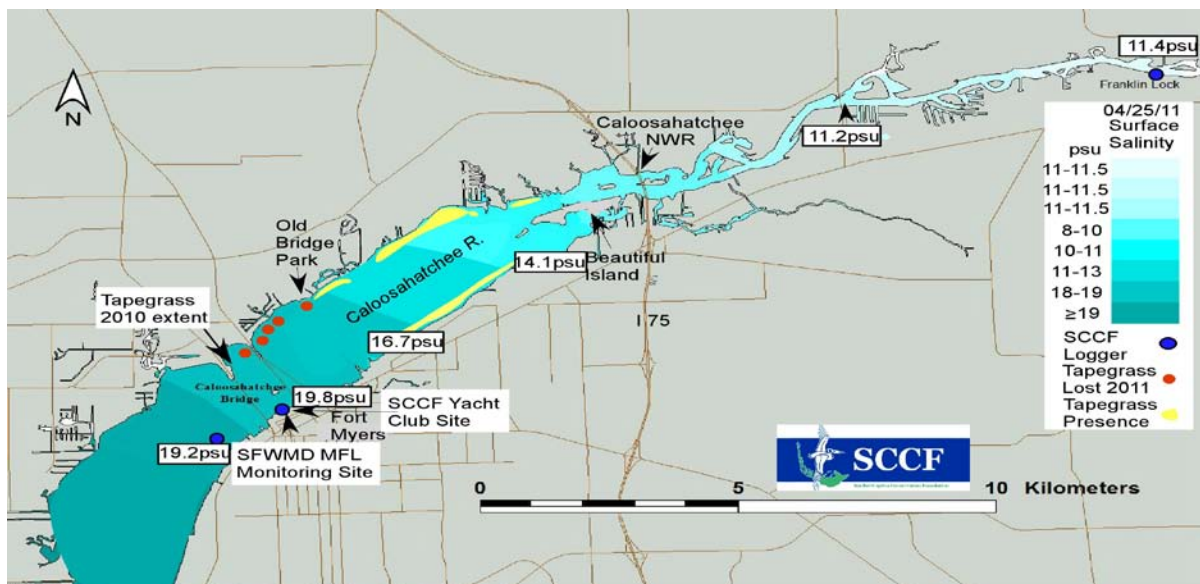 11.4psu
Franklin Lock
N
Caloosahatchee
NWR
11.2psu
Old
Bridge
Park
Caloosahatchee R.
14.1psu
Beautiful
Island
Tapegrass
2010 extent
16.7psu
I 75
Caloosahatchee
Bridge
19.8psu
Fort
Myers
SCCF Yacht
Club Site
19.2psu
SFWMD MFL
Monitoring Site
04/25/11
Surface
Salinity
psu
11-11.5
11-11.5
11-11.5
8-10
10-11
11-13
18-19
≥19
SCCF
Logger
Tapegrass
Lost 2011
Tapegrass
Presence
SCCF
0
5
10 Kilometers